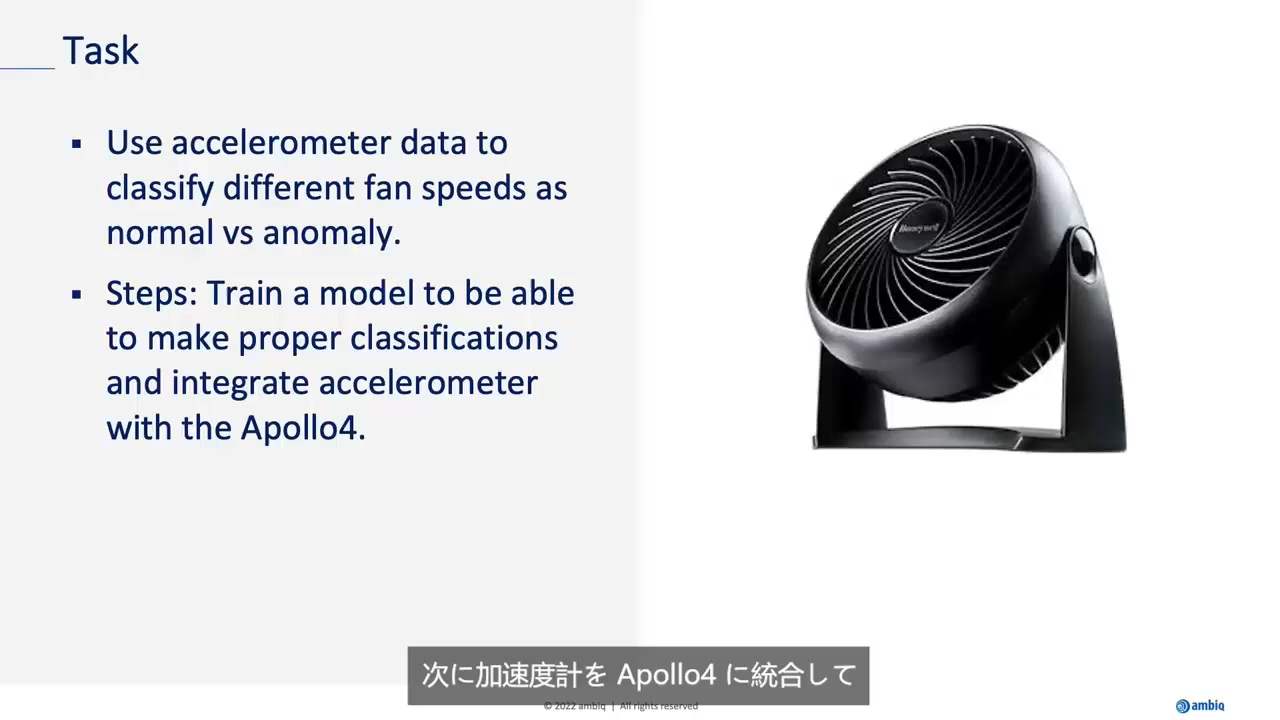 Task
▪ Use accelerometer data to
classify different fan speeds as
normal vs anomaly.
▪ Steps: Train a model to be able
to make proper classifications
and integrate accelerometer
with the Apollo4.
Honeywell
次に加速度計を Apollo4 に統合して
© 2022 ambiq | All rights reserved
ambiq